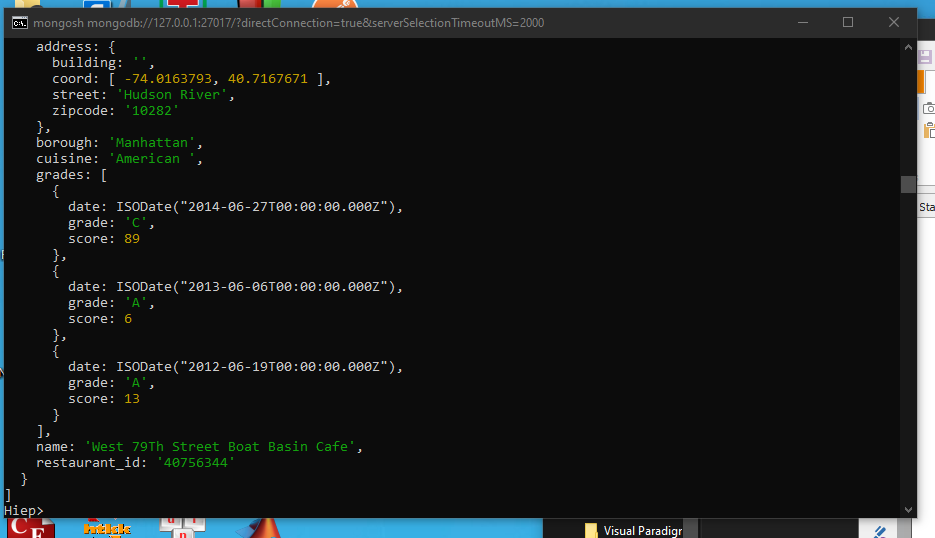 mongosh mongodb://127.0.0.1:27017/?directConnection=true&serverSelectionTimeoutMS=2000
address: {
building: '',
coord: [ -74.0163793, 40.7167671 ],
street: 'Hudson River',
zipcode: '10282'
},
borough: 'Manhattan',
cuisine: 'American ',
grades: [
{
date: ISODate("2014-06-27T00:00:00.000Z"),
grade: 'C',
score: 89
},
{
date: ISODate("2013-06-06T00:00:00.000Z"),
grade: 'A',
score: 6
},
{
date: ISODate("2012-06-19T00:00:00.000Z"),
grade: 'A',
score: 13
}
],
name: 'West 79Th Street Boat Basin Cafe',
restaurant_id: '40756344'
}
]
Hiep>
Sta
Visual Paradigr